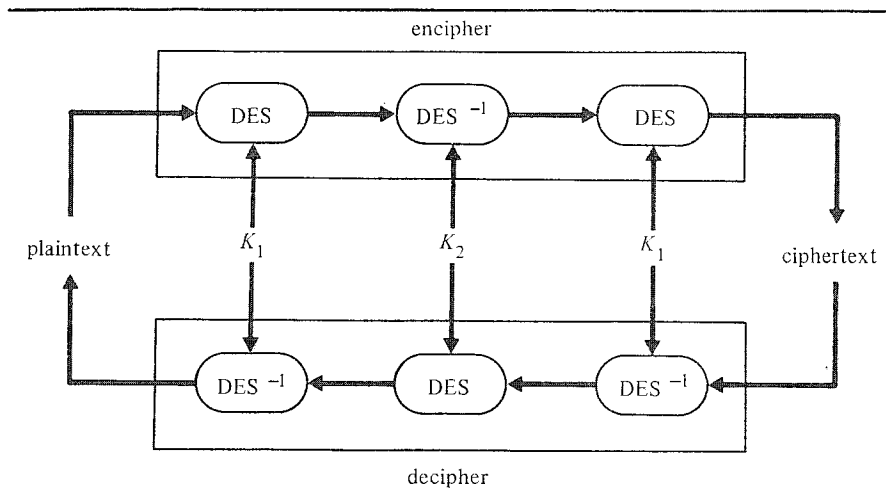 encipher
DES DES −1 DES
plaintext K1 K2 K1 ciphertext
DES −1 DES DES −1
decipher